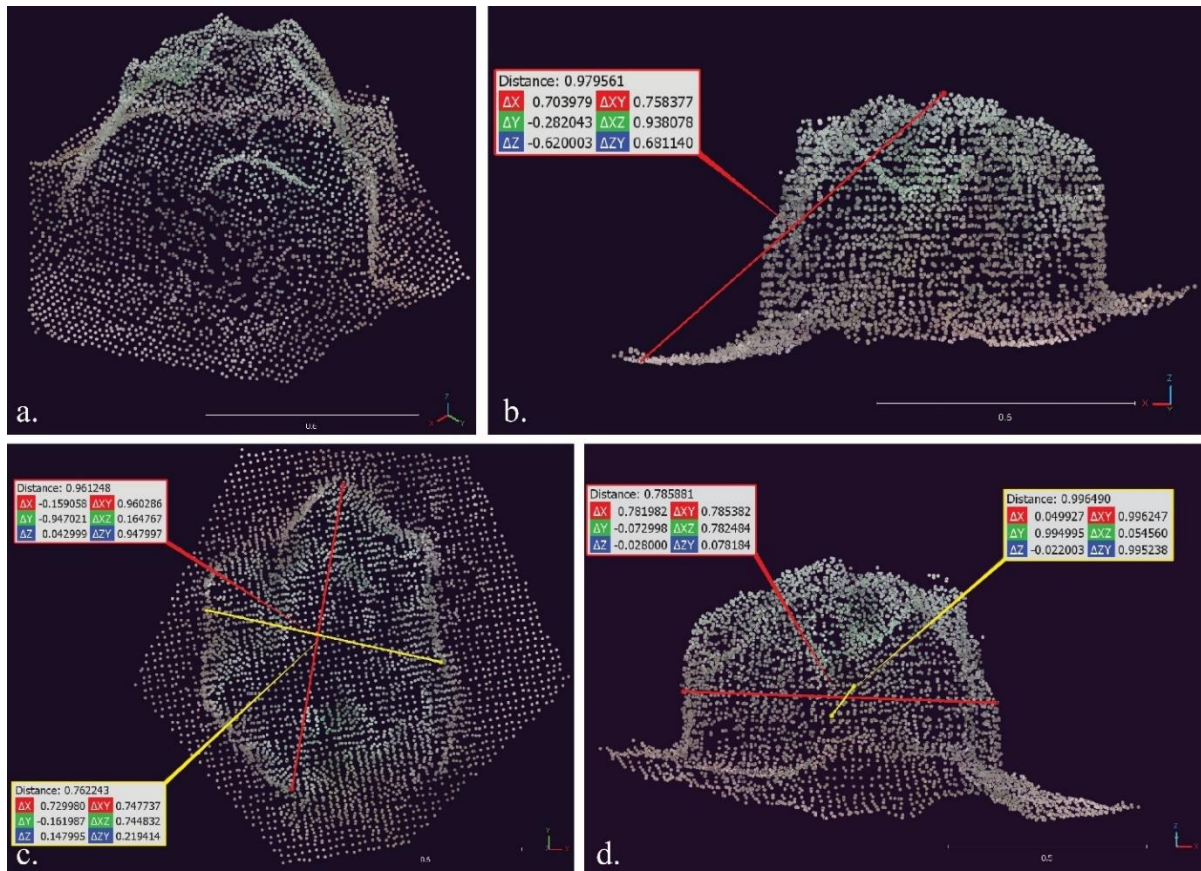 a.
0.6
X
Y
Z
b.
Distance: 0.979561
ΔX 0.703979 ΔXY 0.758377
ΔY -0.282043 ΔXZ 0.938078
ΔZ -0.620003 ΔZY 0.681140
0.5
X
Z
c.
Distance: 0.961248
ΔX -0.159058 ΔXY 0.960286
ΔY -0.947021 ΔXZ 0.164767
ΔZ 0.042999 ΔZY 0.947997
Distance: 0.762243
ΔX 0.729980 ΔXY 0.747737
ΔY -0.161987 ΔXZ 0.744832
ΔZ 0.147995 ΔZY 0.219414
d.
Distance: 0.785881
ΔX 0.781982 ΔXY 0.785382
ΔY -0.072998 ΔXZ 0.782484
ΔZ -0.028000 ΔZY 0.078184
Distance: 0.996490
ΔX 0.049927 ΔXY 0.996247
ΔY 0.994995 ΔXZ 0.054560
ΔZ -0.022003 ΔZY 0.995238
0.5